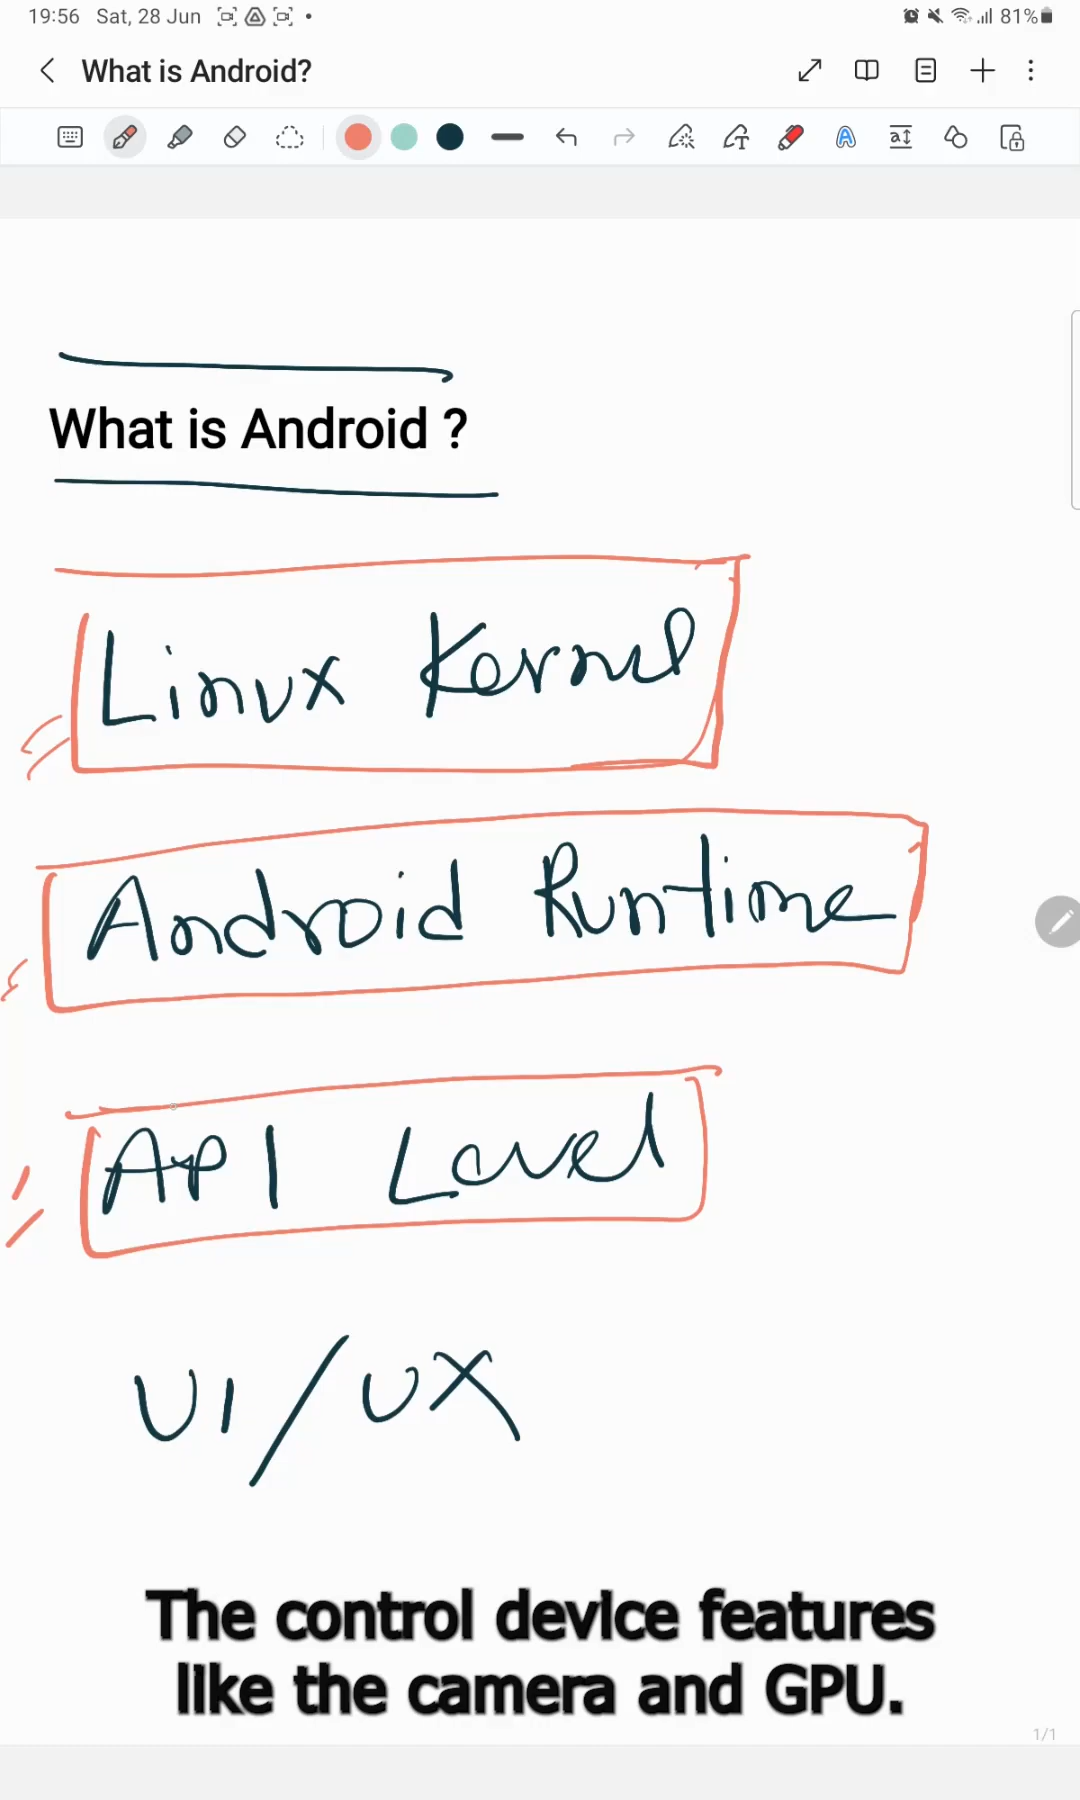 19:56 Sat, 28 Jun 81%
What is Android?
What is Android ?
Linux Kernel
Android Runtime
API Level
UI/UX
The control device features
like the camera and GPU.
1/1